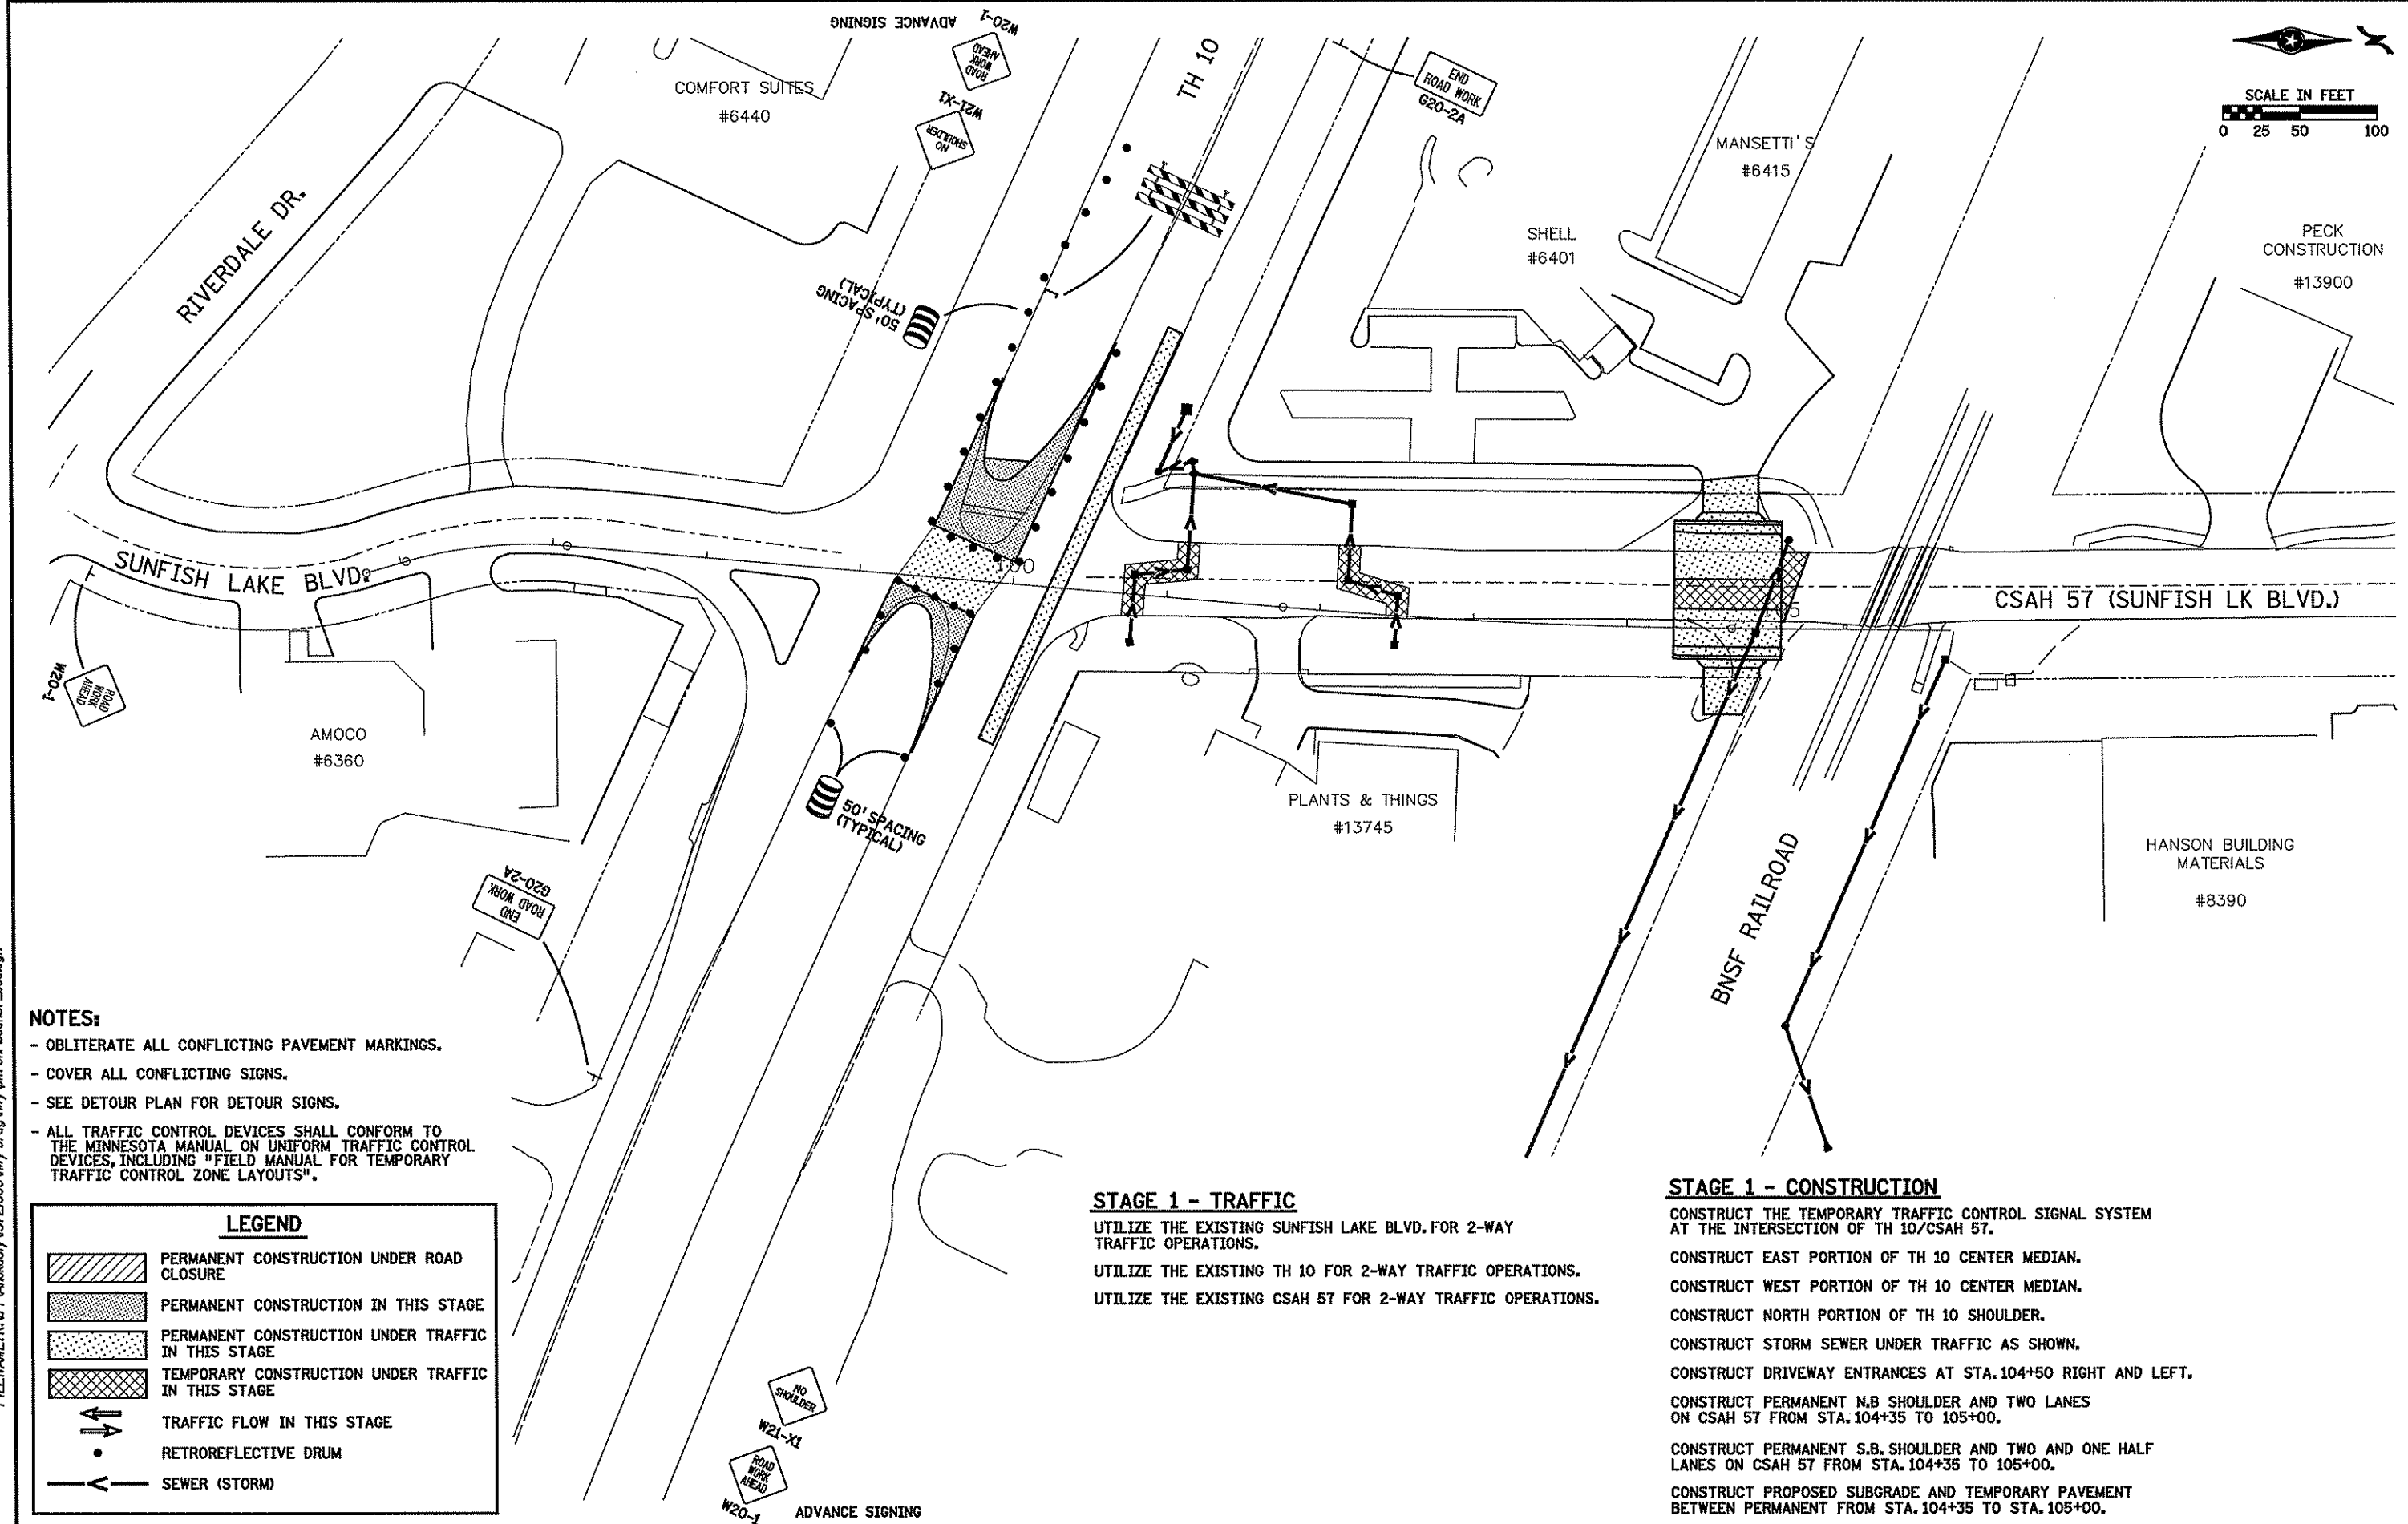 ADVANCE SIGNING
W20-1
ROAD
WORK
AHEAD
W21-X1
NO
SHOULDER
TH 10
END
ROAD WORK
G20-2A
SCALE IN FEET
0 25 50 100
COMFORT SUITES
#6440
MANSETTI'S
#6415
PECK
CONSTRUCTION
#13900
SHELL
#6401
RIVERDALE DR.
50' SPACING
(TYPICAL)
SUNFISH LAKE BLVD.
CSAH 57 (SUNFISH LK BLVD.)
W20-1
ROAD
WORK
AHEAD
AMOCO
#6360
50' SPACING
(TYPICAL)
PLANTS & THINGS
#13745
BNSF RAILROAD
HANSON BUILDING
MATERIALS
#8390
G20-2A
END
ROAD WORK
NOTES:
- OBLITERATE ALL CONFLICTING PAVEMENT MARKINGS.
- COVER ALL CONFLICTING SIGNS.
- SEE DETOUR PLAN FOR DETOUR SIGNS.
- ALL TRAFFIC CONTROL DEVICES SHALL CONFORM TO
THE MINNESOTA MANUAL ON UNIFORM TRAFFIC CONTROL
DEVICES, INCLUDING "FIELD MANUAL FOR TEMPORARY
TRAFFIC CONTROL ZONE LAYOUTS".
LEGEND
PERMANENT CONSTRUCTION UNDER ROAD
CLOSURE
PERMANENT CONSTRUCTION IN THIS STAGE
PERMANENT CONSTRUCTION UNDER TRAFFIC
IN THIS STAGE
TEMPORARY CONSTRUCTION UNDER TRAFFIC
IN THIS STAGE
TRAFFIC FLOW IN THIS STAGE
RETROREFLECTIVE DRUM
SEWER (STORM)
NO
SHOULDER
W21-X1
ROAD
WORK
AHEAD
W20-1
ADVANCE SIGNING
STAGE 1 - TRAFFIC
UTILIZE THE EXISTING SUNFISH LAKE BLVD. FOR 2-WAY
TRAFFIC OPERATIONS.
UTILIZE THE EXISTING TH 10 FOR 2-WAY TRAFFIC OPERATIONS.
UTILIZE THE EXISTING CSAH 57 FOR 2-WAY TRAFFIC OPERATIONS.
STAGE 1 - CONSTRUCTION
CONSTRUCT THE TEMPORARY TRAFFIC CONTROL SIGNAL SYSTEM
AT THE INTERSECTION OF TH 10/CSAH 57.
CONSTRUCT EAST PORTION OF TH 10 CENTER MEDIAN.
CONSTRUCT WEST PORTION OF TH 10 CENTER MEDIAN.
CONSTRUCT NORTH PORTION OF TH 10 SHOULDER.
CONSTRUCT STORM SEWER UNDER TRAFFIC AS SHOWN.
CONSTRUCT DRIVEWAY ENTRANCES AT STA. 104+50 RIGHT AND LEFT.
CONSTRUCT PERMANENT N.B SHOULDER AND TWO LANES
ON CSAH 57 FROM STA. 104+35 TO 105+00.
CONSTRUCT PERMANENT S.B. SHOULDER AND TWO AND ONE HALF
LANES ON CSAH 57 FROM STA. 104+35 TO 105+00.
CONSTRUCT PROPOSED SUBGRADE AND TEMPORARY PAVEMENT
BETWEEN PERMANENT FROM STA. 104+35 TO STA. 105+00.